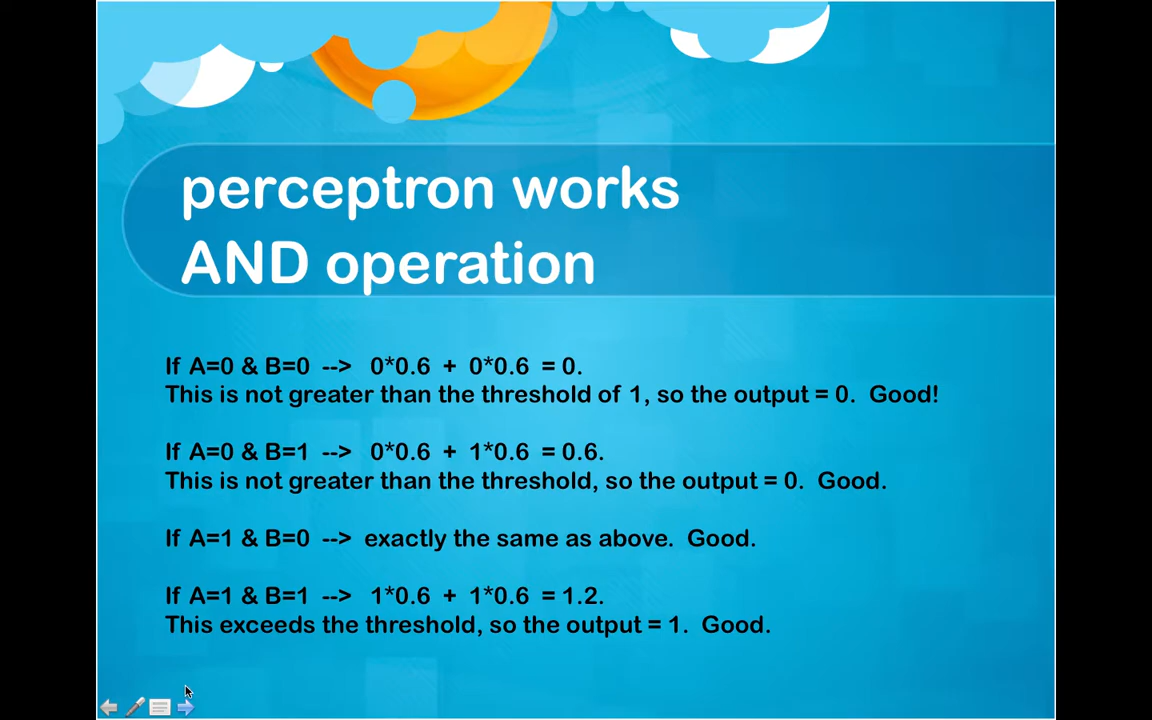 perceptron works
AND operation
If A=0 & B=0 --> 0*0.6 + 0*0.6 = 0.
This is not greater than the threshold of 1, so the output = 0. Good!
If A=0 & B=1 --> 0*0.6 + 1*0.6 = 0.6.
This is not greater than the threshold, so the output = 0. Good.
If A=1 & B=0 --> exactly the same as above. Good.
If A=1 & B=1 --> 1*0.6 + 1*0.6 = 1.2.
This exceeds the threshold, so the output = 1. Good.